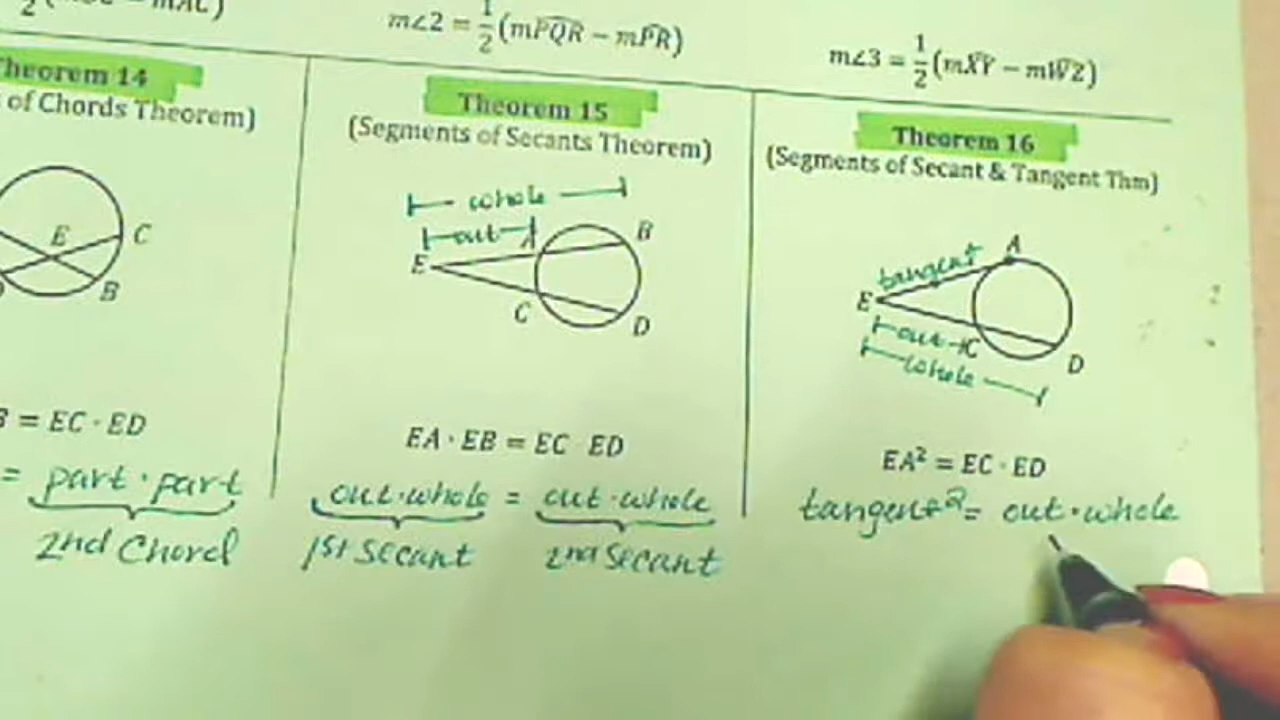 m∠2 = 1/2 (mPQR − mPR)
m∠3 = 1/2 (mXY − mWZ)
Theorem 14
of Chords Theorem)
E
C
B
= EC · ED
= part · part
2nd Chord
Theorem 15
(Segments of Secants Theorem)
whole
out
A
B
E
C
D
EA · EB = EC ED
out · whole = out · whole
1st Secant 2nd Secant
Theorem 16
(Segments of Secant & Tangent Thm)
A
tangent
E
out
C
whole
D
EA² = EC · ED
tangent² = out · whole